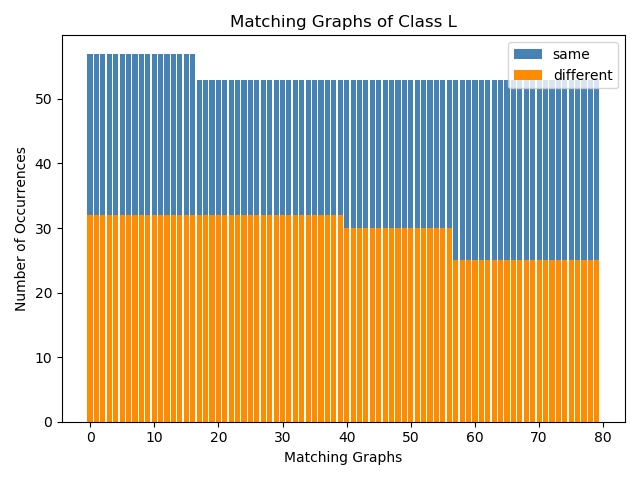 Matching Graphs of Class L
same
different
Number of Occurrences
50
40
30
20
10
0
0 10 20 30 40 50 60 70 80
Matching Graphs